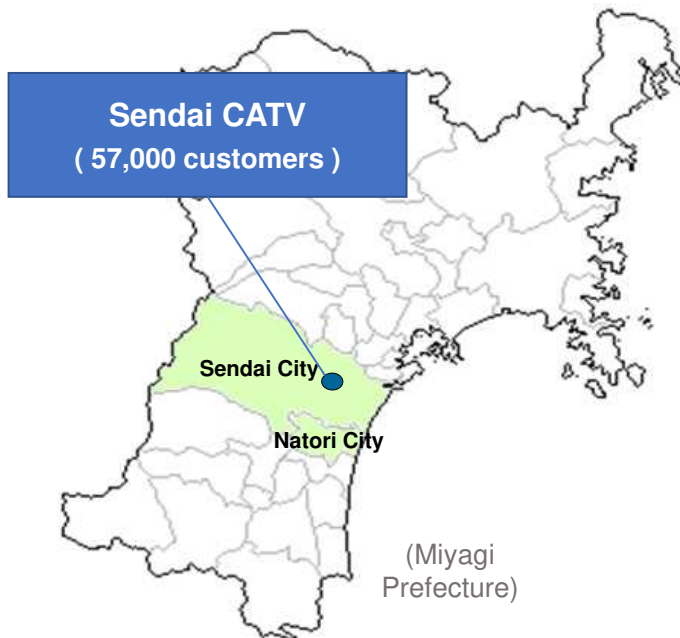 Sendai CATV
( 57,000 customers )
Sendai City
Natori City
(Miyagi
Prefecture)